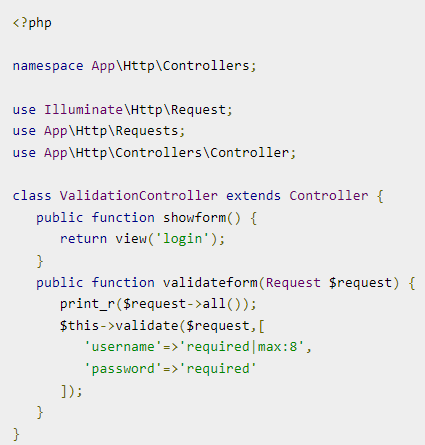 <?php
namespace App\Http\Controllers;
use Illuminate\Http\Request;
use App\Http\Requests;
use App\Http\Controllers\Controller;
class ValidationController extends Controller {
   public function showform() {
      return view('login');
   }
   public function validateform(Request $request) {
      print_r($request->all());
      $this->validate($request,[
         'username'=>'required|max:8',
         'password'=>'required'
      ]);
   }
}